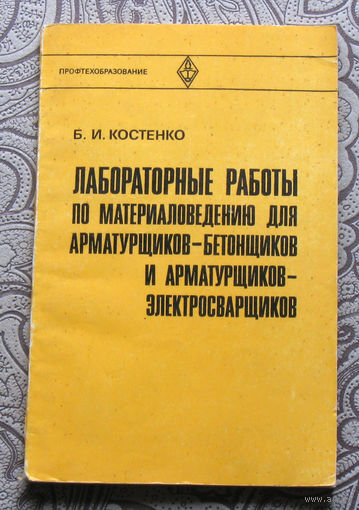 ПРОФТЕХОБРАЗОВАНИЕ
Б. И. КОСТЕНКО
ЛАБОРАТОРНЫЕ РАБОТЫ
ПО МАТЕРИАЛОВЕДЕНИЮ ДЛЯ
АРМАТУРЩИКОВ-БЕТОНЩИКОВ
И АРМАТУРЩИКОВ-
ЭЛЕКТРОСВАРЩИКОВ